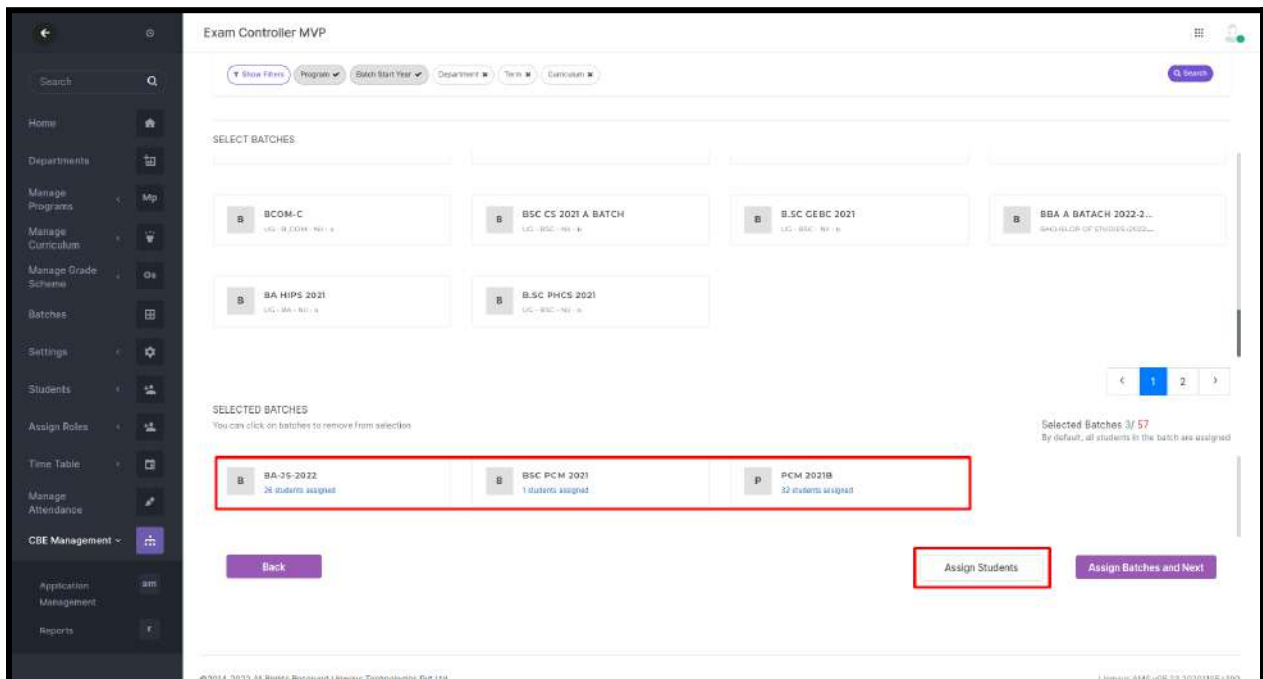 Exam Controller MVP
Search
Show Filters Program Batch Start Year Department Term Curriculum Search
Home
SELECT BATCHES
Departments
Manage Programs Mp
BCOM-C
BSC CS 2021 A BATCH
B.SC GEBC 2021
BBA A BATACH 2022-2...
B
B
B
B
Manage Curriculum
Manage Grade Scheme
BA HIPS 2021
B.SC PHCS 2021
B
B
Batches
Settings
Students
< 1 2 >
SELECTED BATCHES
You can click on batches to remove from selection
Selected Batches 3/ 57
By default, all students in the batch are assigned
Assign Roles
Time Table
BA-JS-2022
26 students assigned
BSC PCM 2021
1 students assigned
PCM 2021B
32 students assigned
B
B
P
Manage Attendance
CBE Management
Back
Assign Students
Assign Batches and Next
Application Management am
Reports r